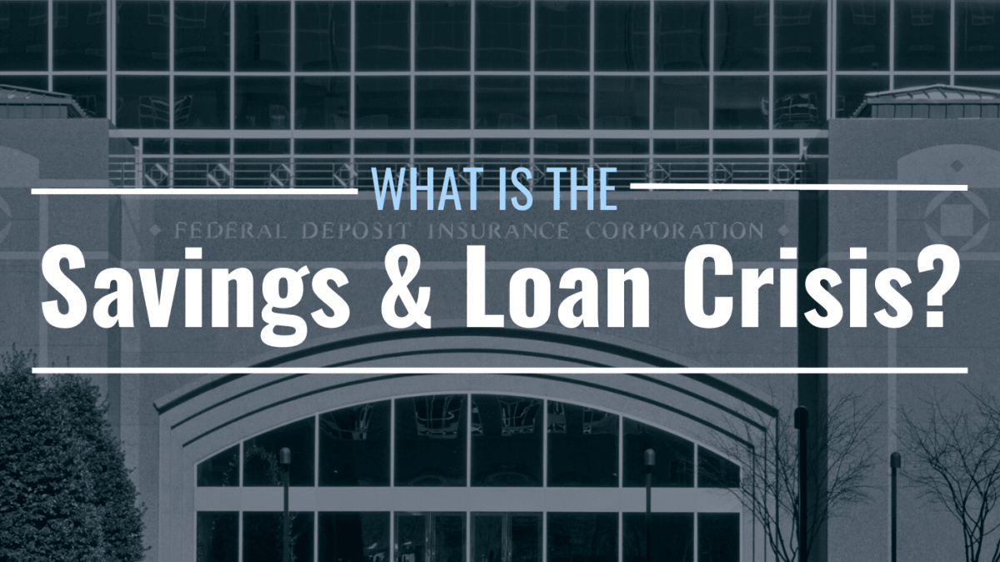 WHAT IS THE
FEDERAL DEPOSIT INSURANCE CORPORATION
Savings & Loan Crisis?